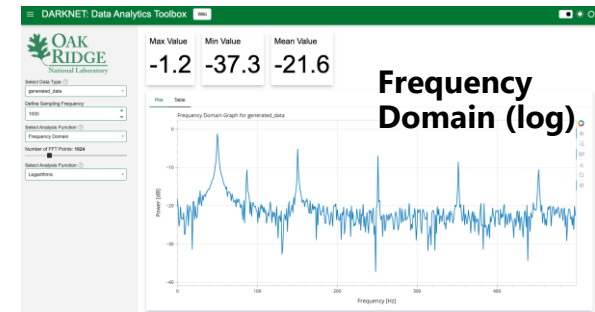 DARKNET: Data Analytics Toolbox
Wiki
OAK
RIDGE
National Laboratory
Select Data Type
generated_data
Define Sampling Frequency
1000
Select Analysis Function
Frequency Domain
Number of FFT Points: 1024
Select Analysis Function
Logarithmic
Max Value
-1.2
Min Value
-37.3
Mean Value
-21.6
Frequency
Domain (log)
Plot Table
Frequency Domain Graph for generated_data
Power [dB]
0
-10
-20
-30
-40
0 100 200 300 400
Frequency [Hz]